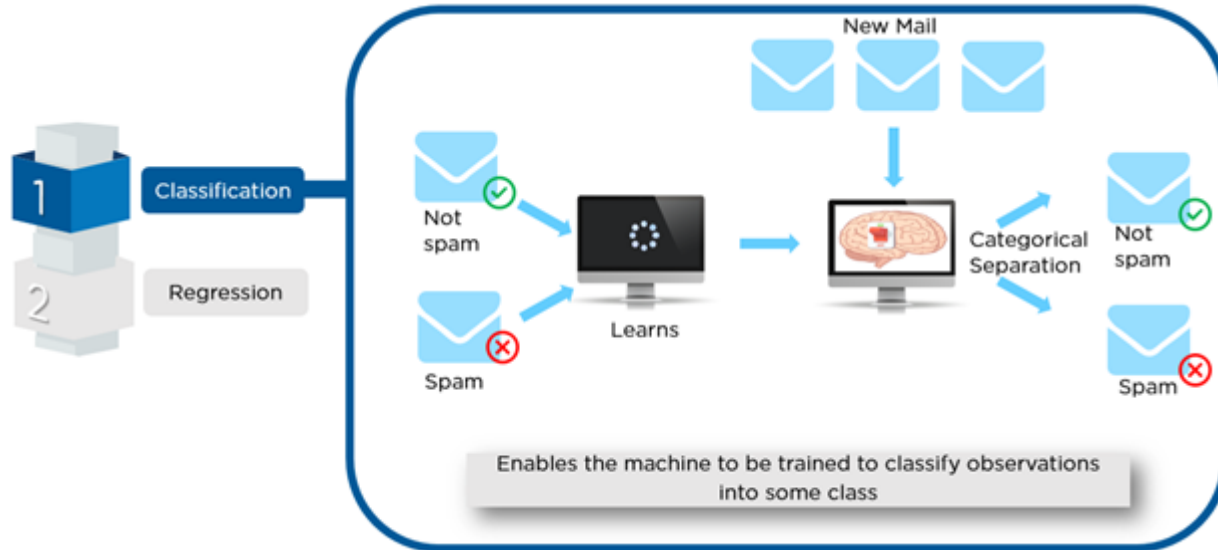 New Mail
1
Classification
2
Regression
Not
spam
Spam
Learns
Categorical
Separation
Not
spam
Spam
Enables the machine to be trained to classify observations
into some class